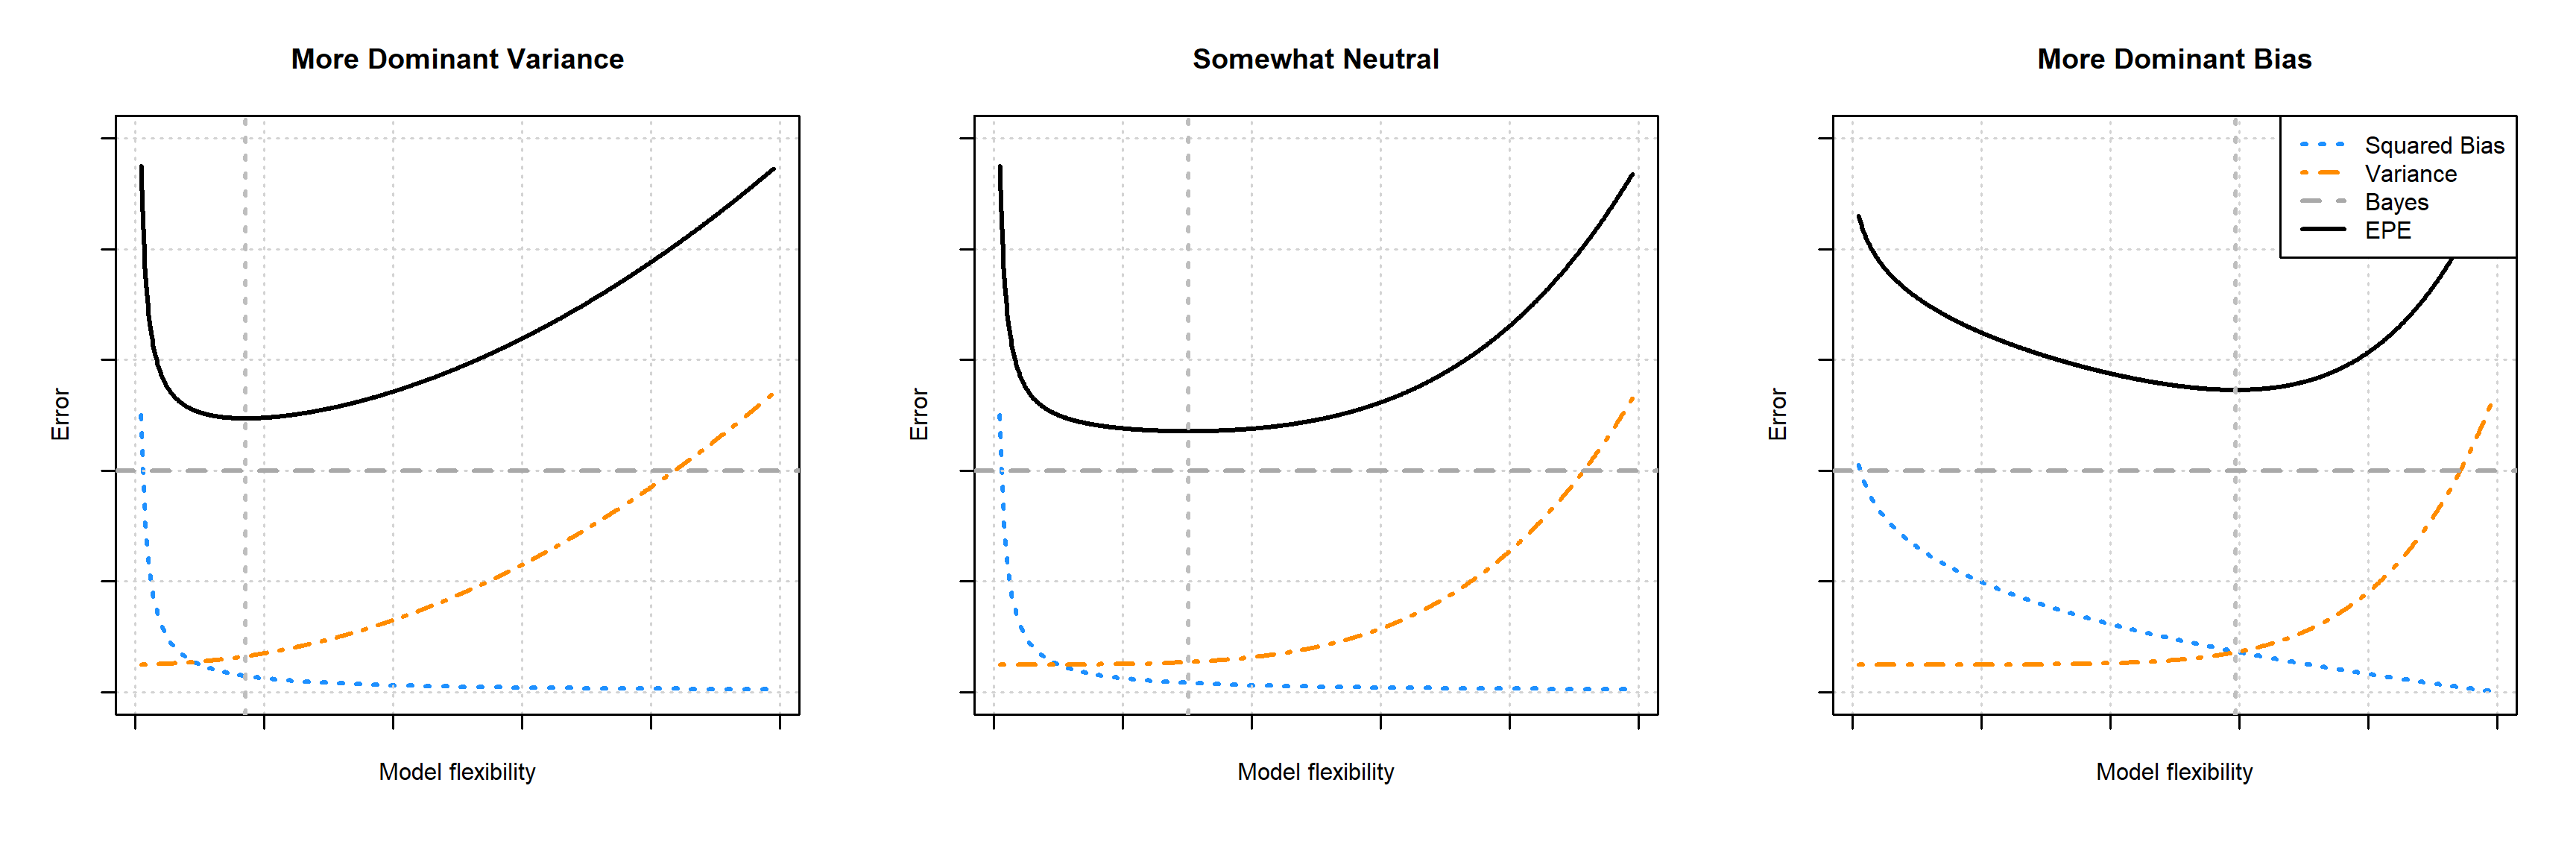 More Dominant Variance
Error
Model flexibility
Somewhat Neutral
Error
Model flexibility
More Dominant Bias
Squared Bias
Variance
Bayes
EPE
Error
Model flexibility